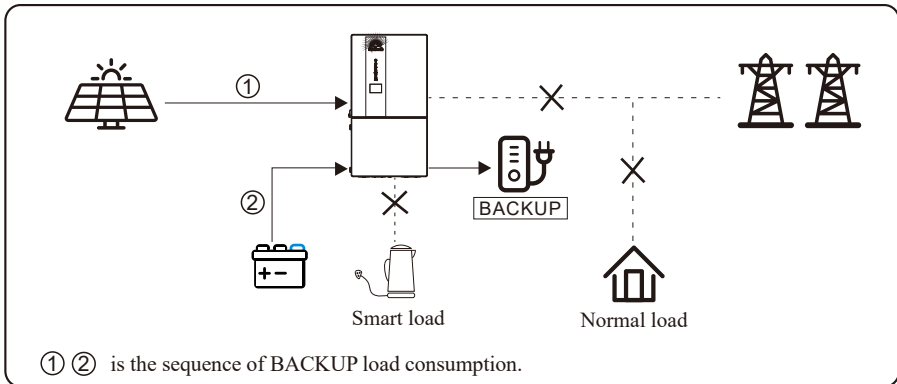 ①
②
+ -
BACKUP
Smart load
Normal load
① ② is the sequence of BACKUP load consumption.